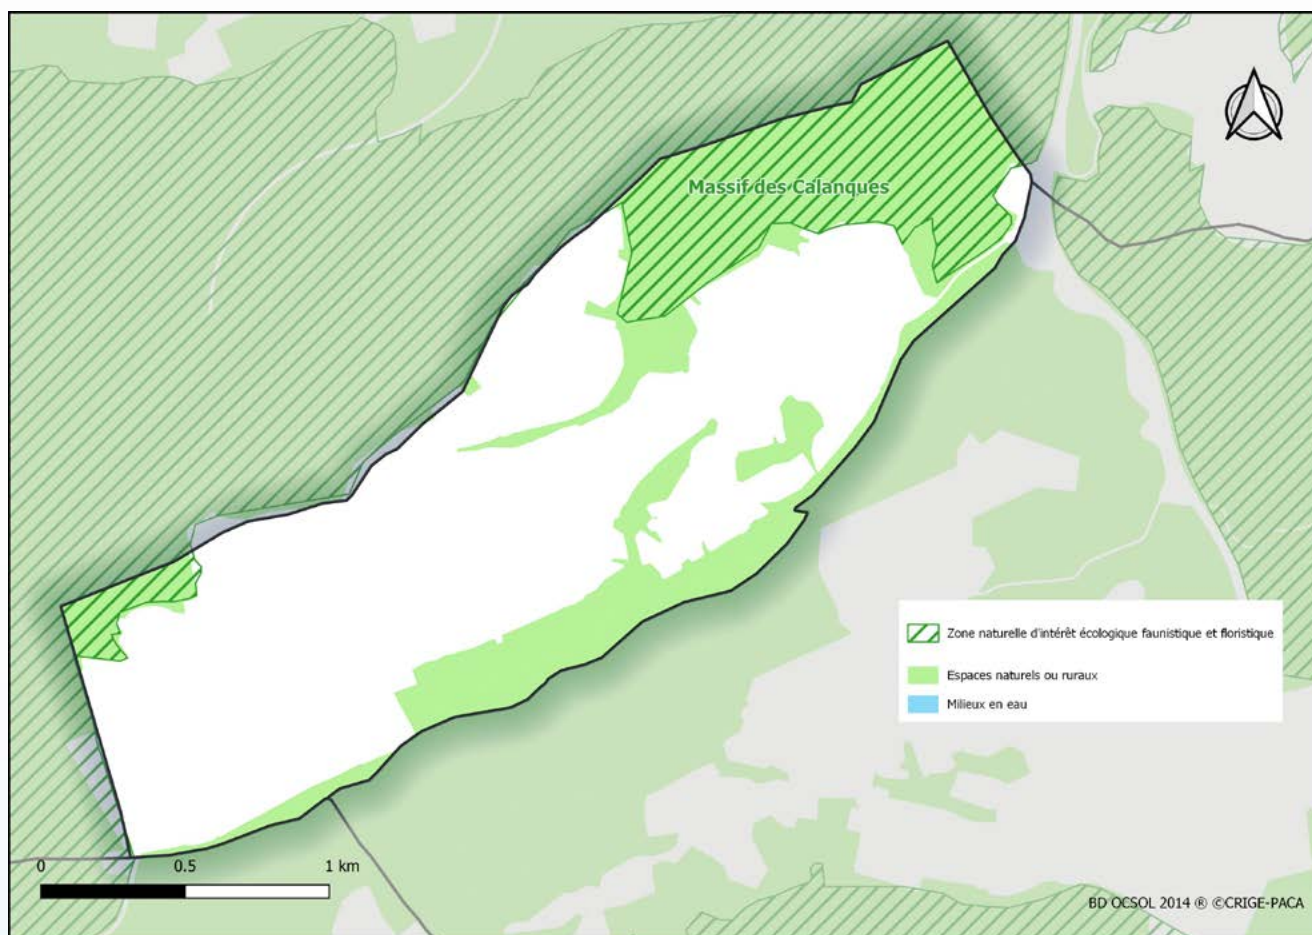 Massif des Calanques
Zone naturelle d'intérêt écologique faunistique et floristique
Espaces naturels ou ruraux
Milieux en eau
0 0.5 1 km
BD OCSOL 2014 ® ©CRIGE-PACA